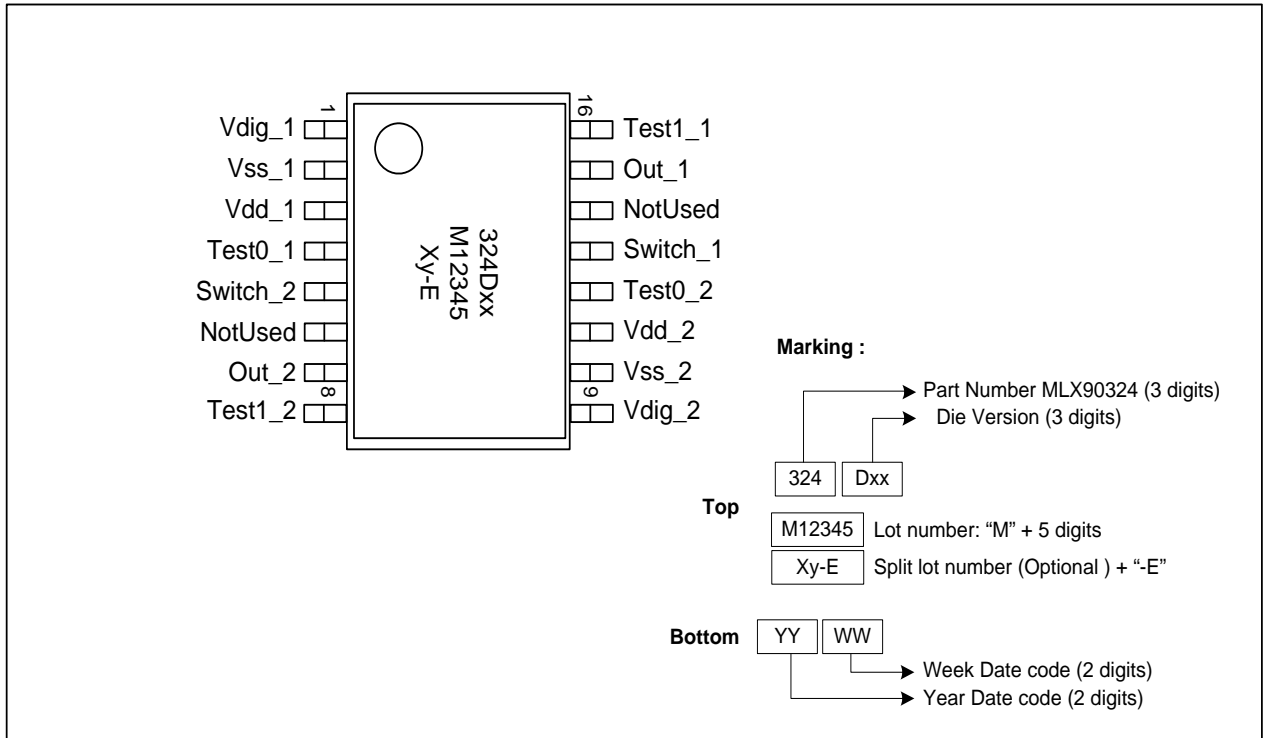 1
16
Vdig_1
Test1_1
Vss_1
Out_1
Vdd_1
NotUsed
Test0_1
Switch_1
Switch_2
Test0_2
NotUsed
Vdd_2
Out_2
Vss_2
Test1_2
Vdig_2
8
9
324Dxx
M12345
Xy-E
Marking :
Part Number MLX90324 (3 digits)
Die Version (3 digits)
324 Dxx
Top
M12345 Lot number: “M” + 5 digits
Xy-E Split lot number (Optional ) + “-E”
Bottom YY WW
Week Date code (2 digits)
Year Date code (2 digits)